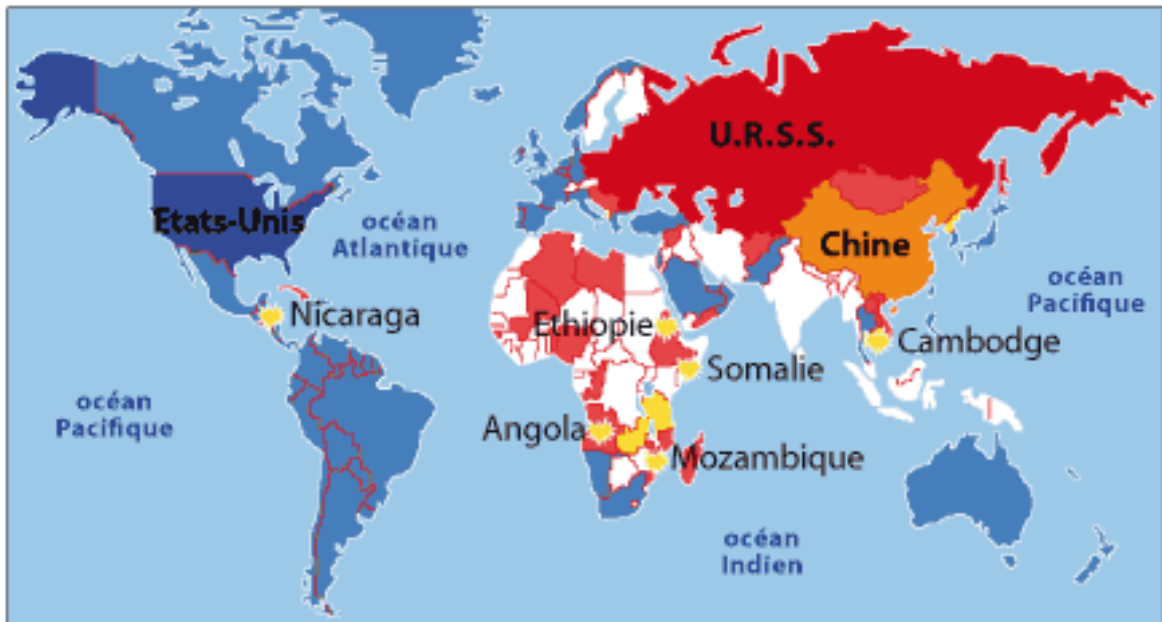 U.R.S.S.
Etats-Unis
océan
Atlantique
Chine
océan
Pacifique
Nicaraga
Ethiopie
Cambodge
Somalie
océan
Pacifique
Angola
Mozambique
océan
Indien